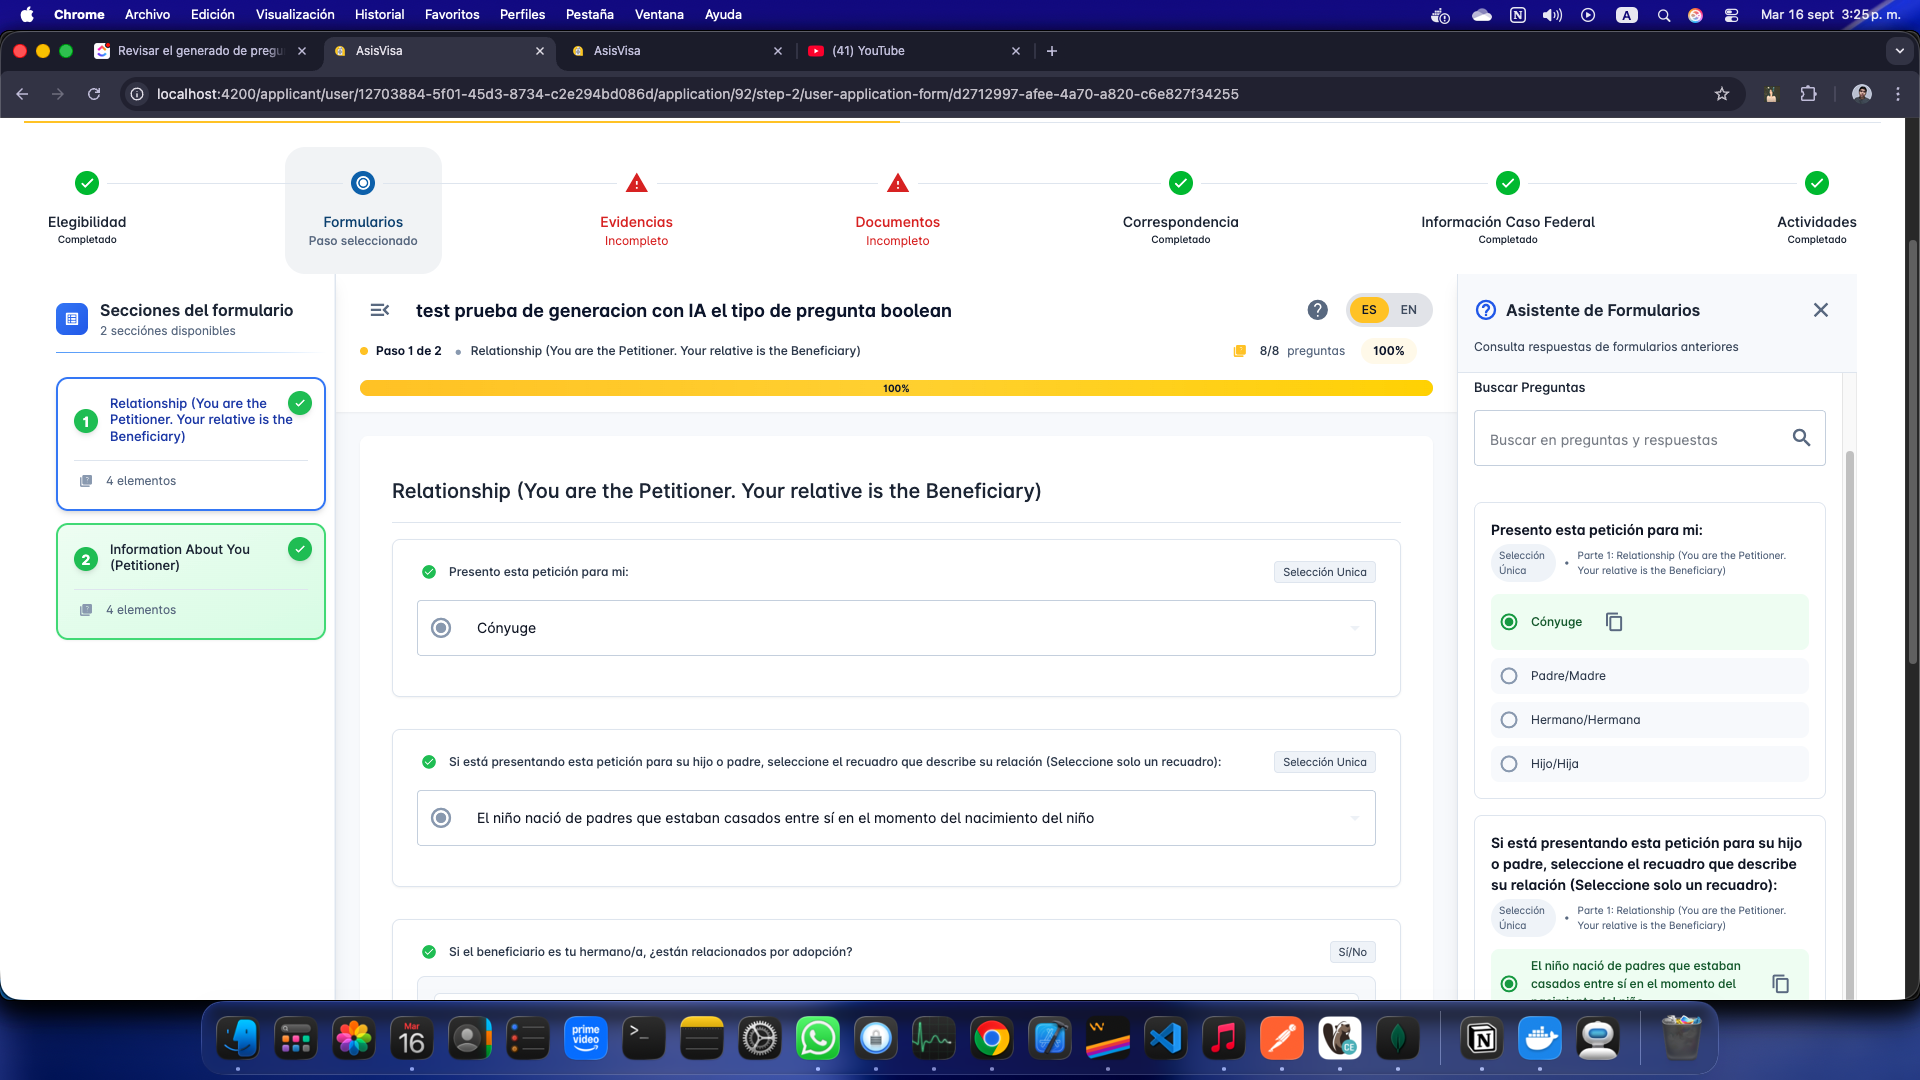 Chrome Archivo Edición Visualización Historial Favoritos Perfiles Pestaña Ventana Ayuda
A
Mar 16 sept 3:25 p. m.
Revisar el generado de pregu
AsisVisa
AsisVisa
(41) YouTube
localhost:4200/applicant/user/12703884-5f01-45d3-8734-c2e294bd086d/application/92/step-2/user-application-form/d2712997-afee-4a70-a820-c6e827f34255
Elegibilidad
Completado
Formularios
Paso seleccionado
Evidencias
Incompleto
Documentos
Incompleto
Correspondencia
Completado
Información Caso Federal
Completado
Actividades
Completado
Secciones del formulario
2 secciónes disponibles
1
Relationship (You are the
Petitioner. Your relative is the
Beneficiary)
4 elementos
2
Information About You
(Petitioner)
4 elementos
test prueba de generacion con IA el tipo de pregunta boolean
ES EN
Paso 1 de 2 • Relationship (You are the Petitioner. Your relative is the Beneficiary)
8/8 preguntas 100%
100%
Relationship (You are the Petitioner. Your relative is the Beneficiary)
Presento esta petición para mi:
Selección Unica
Cónyuge
Si está presentando esta petición para su hijo o padre, seleccione el recuadro que describe su relación (Seleccione solo un recuadro):
Selección Unica
El niño nació de padres que estaban casados entre sí en el momento del nacimiento del niño
Si el beneficiario es tu hermano/a, ¿están relacionados por adopción?
Sí/No
Asistente de Formularios
Consulta respuestas de formularios anteriores
Buscar Preguntas
Buscar en preguntas y respuestas
Presento esta petición para mi:
Selección
Única
• Parte 1: Relationship (You are the Petitioner.
Your relative is the Beneficiary)
Cónyuge
Padre/Madre
Hermano/Hermana
Hijo/Hija
Si está presentando esta petición para su hijo
o padre, seleccione el recuadro que describe
su relación (Seleccione solo un recuadro):
Selección
Única
• Parte 1: Relationship (You are the Petitioner.
Your relative is the Beneficiary)
El niño nació de padres que estaban
casados entre sí en el momento del
nacimiento del niño
Mar
16
prime
video
CE